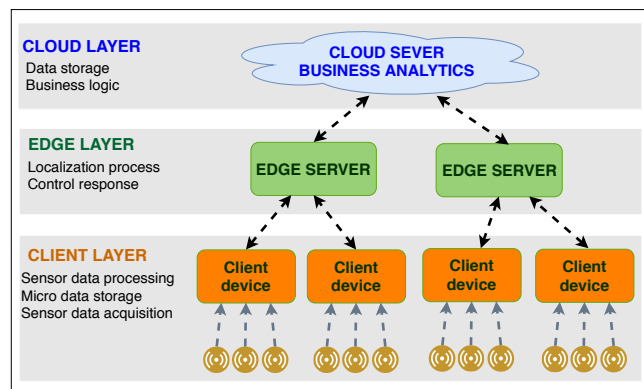 CLOUD LAYER
Data storage
Business logic
CLOUD SEVER
BUSINESS ANALYTICS
EDGE LAYER
Localization process
Control response
EDGE SERVER
EDGE SERVER
CLIENT LAYER
Sensor data processing
Micro data storage
Sensor data acquisition
Client
device
Client
device
Client
device
Client
device